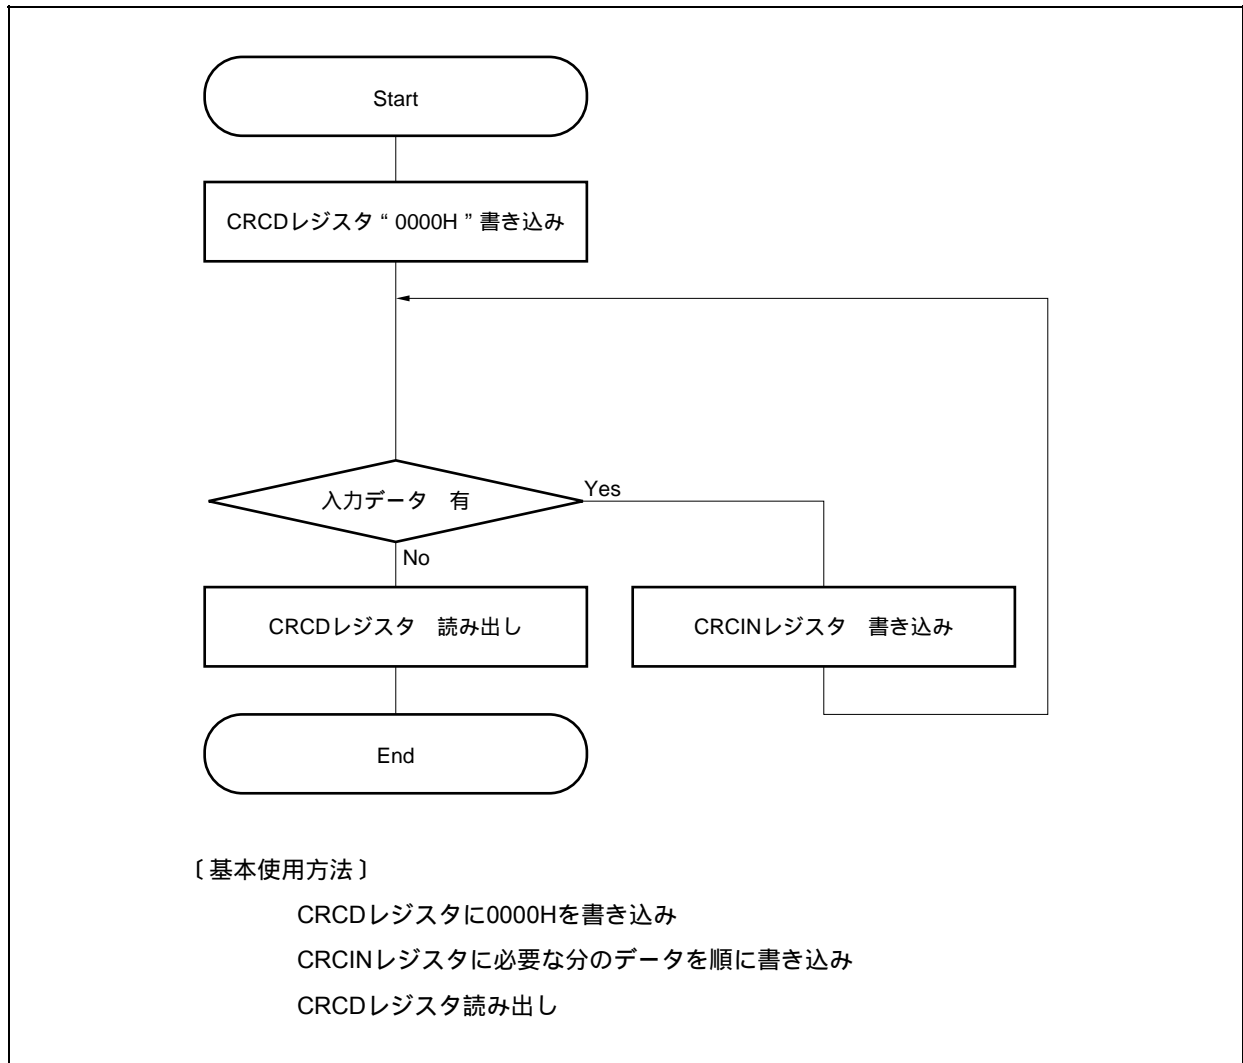 Start
CRCDレジスタ“ 0000H ”書き込み
入力データ　有
Yes
No
CRCDレジスタ　読み出し
CRCINレジスタ　書き込み
End
〔基本使用方法〕
CRCDレジスタに0000Hを書き込み
CRCINレジスタに必要な分のデータを順に書き込み
CRCDレジスタ読み出し